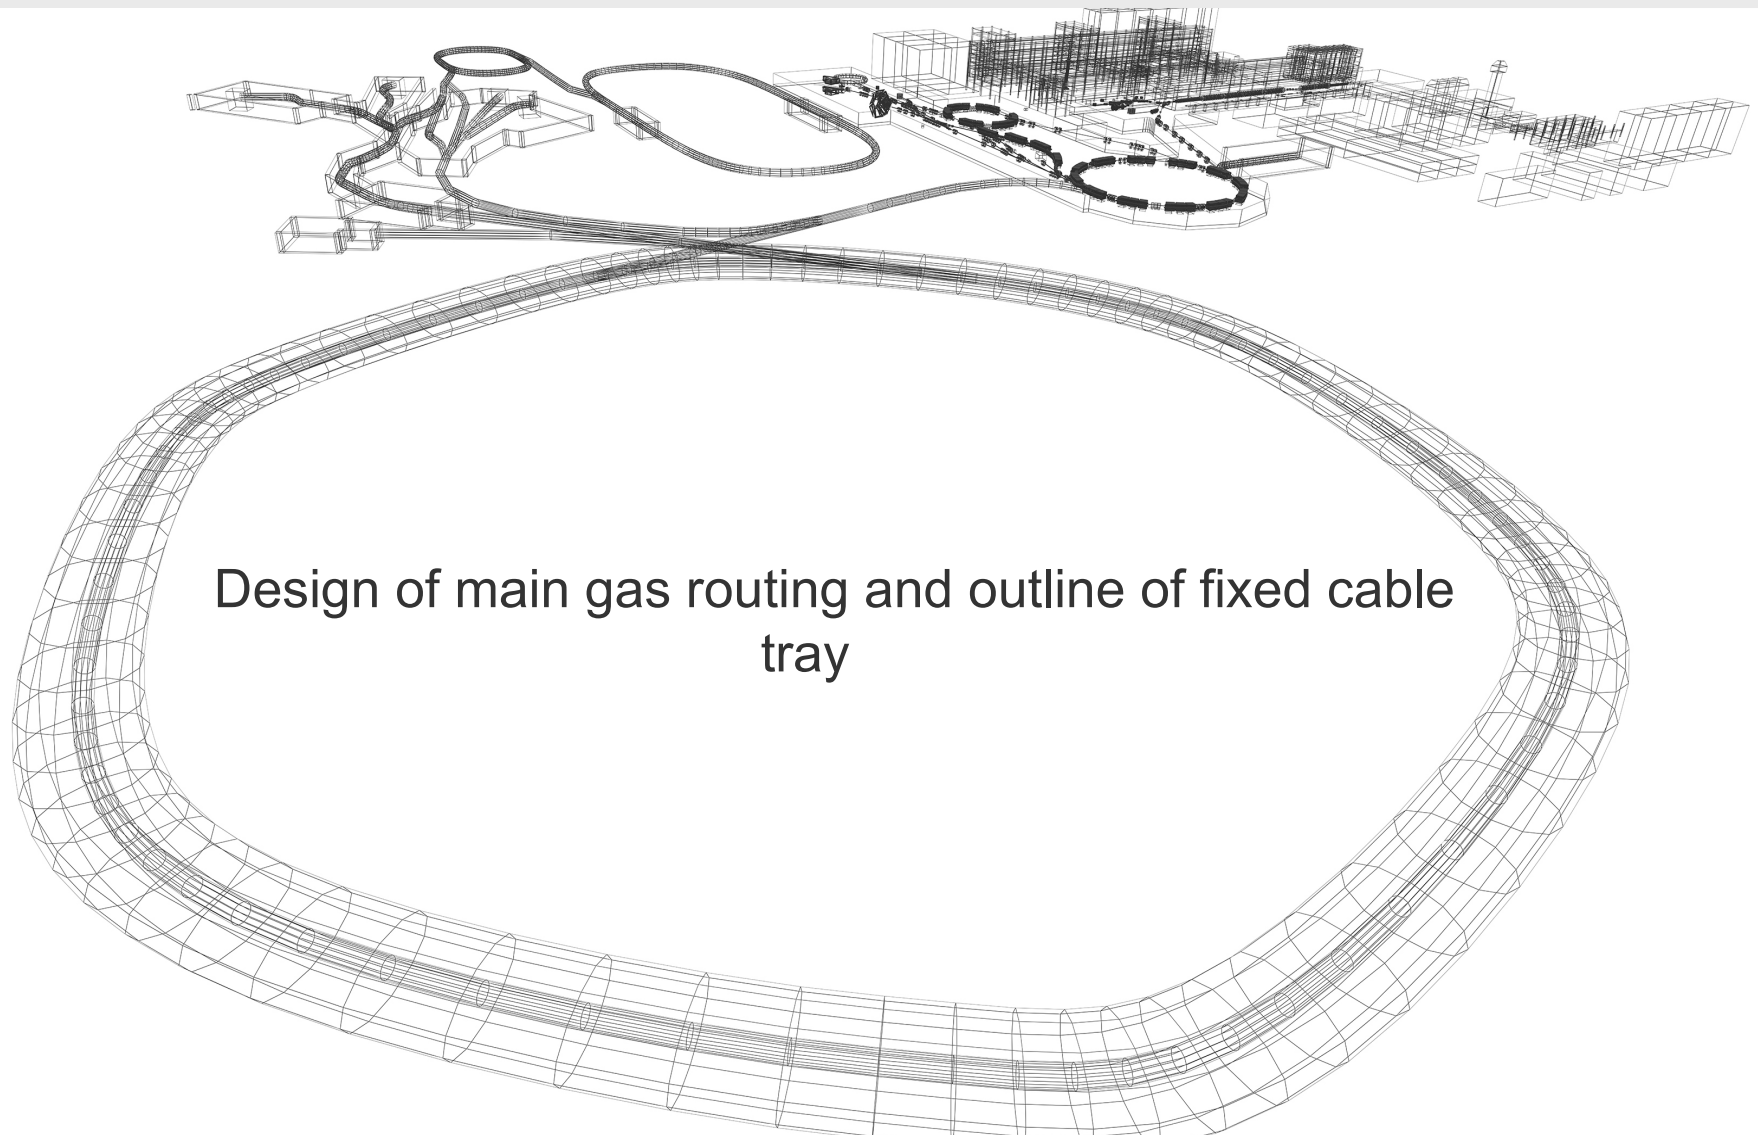 Design of main gas routing and outline of fixed cable
tray